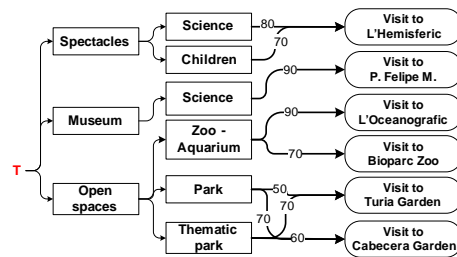 Spectacles
Science
80
Visit to
L'Hemisferic
Children
70
Museum
Science
90
Visit to
P. Felipe M.
T
Open
spaces
Zoo -
Aquarium
90
Visit to
L'Oceanografic
70
Visit to
Bioparc Zoo
Park
50
70
Visit to
Turia Garden
Thematic
park
70
60
Visit to
Cabecera Garden